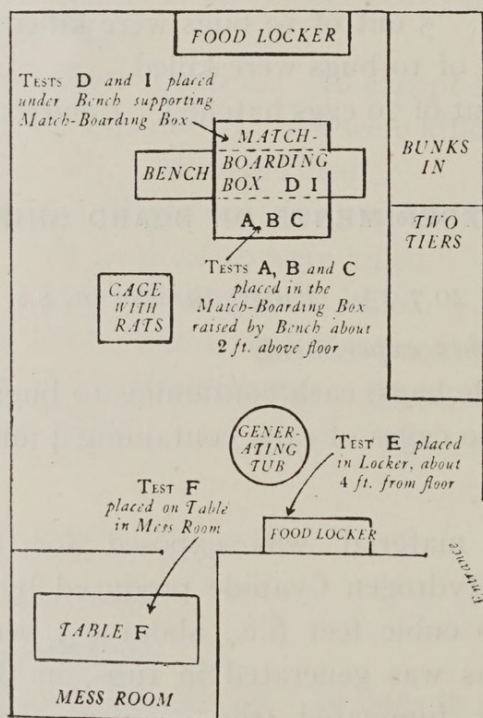 FOOD LOCKER
TESTS D and I placed
under Bench supporting
Match-Boarding Box
MATCH-
BOARDING
BOX D I
BENCH
A, B C
BUNKS
IN
TWO
TIERS
TESTS A, B and C
placed in the
Match-Boarding Box
raised by Bench about
2 ft. above floor
CAGE
WITH
RATS
GENER-
ATING
TUB
TEST E placed
in Locker, about
4 ft. from floor
TEST F
placed on Table
in Mess Room
FOOD LOCKER
Entrance
TABLE F
MESS ROOM